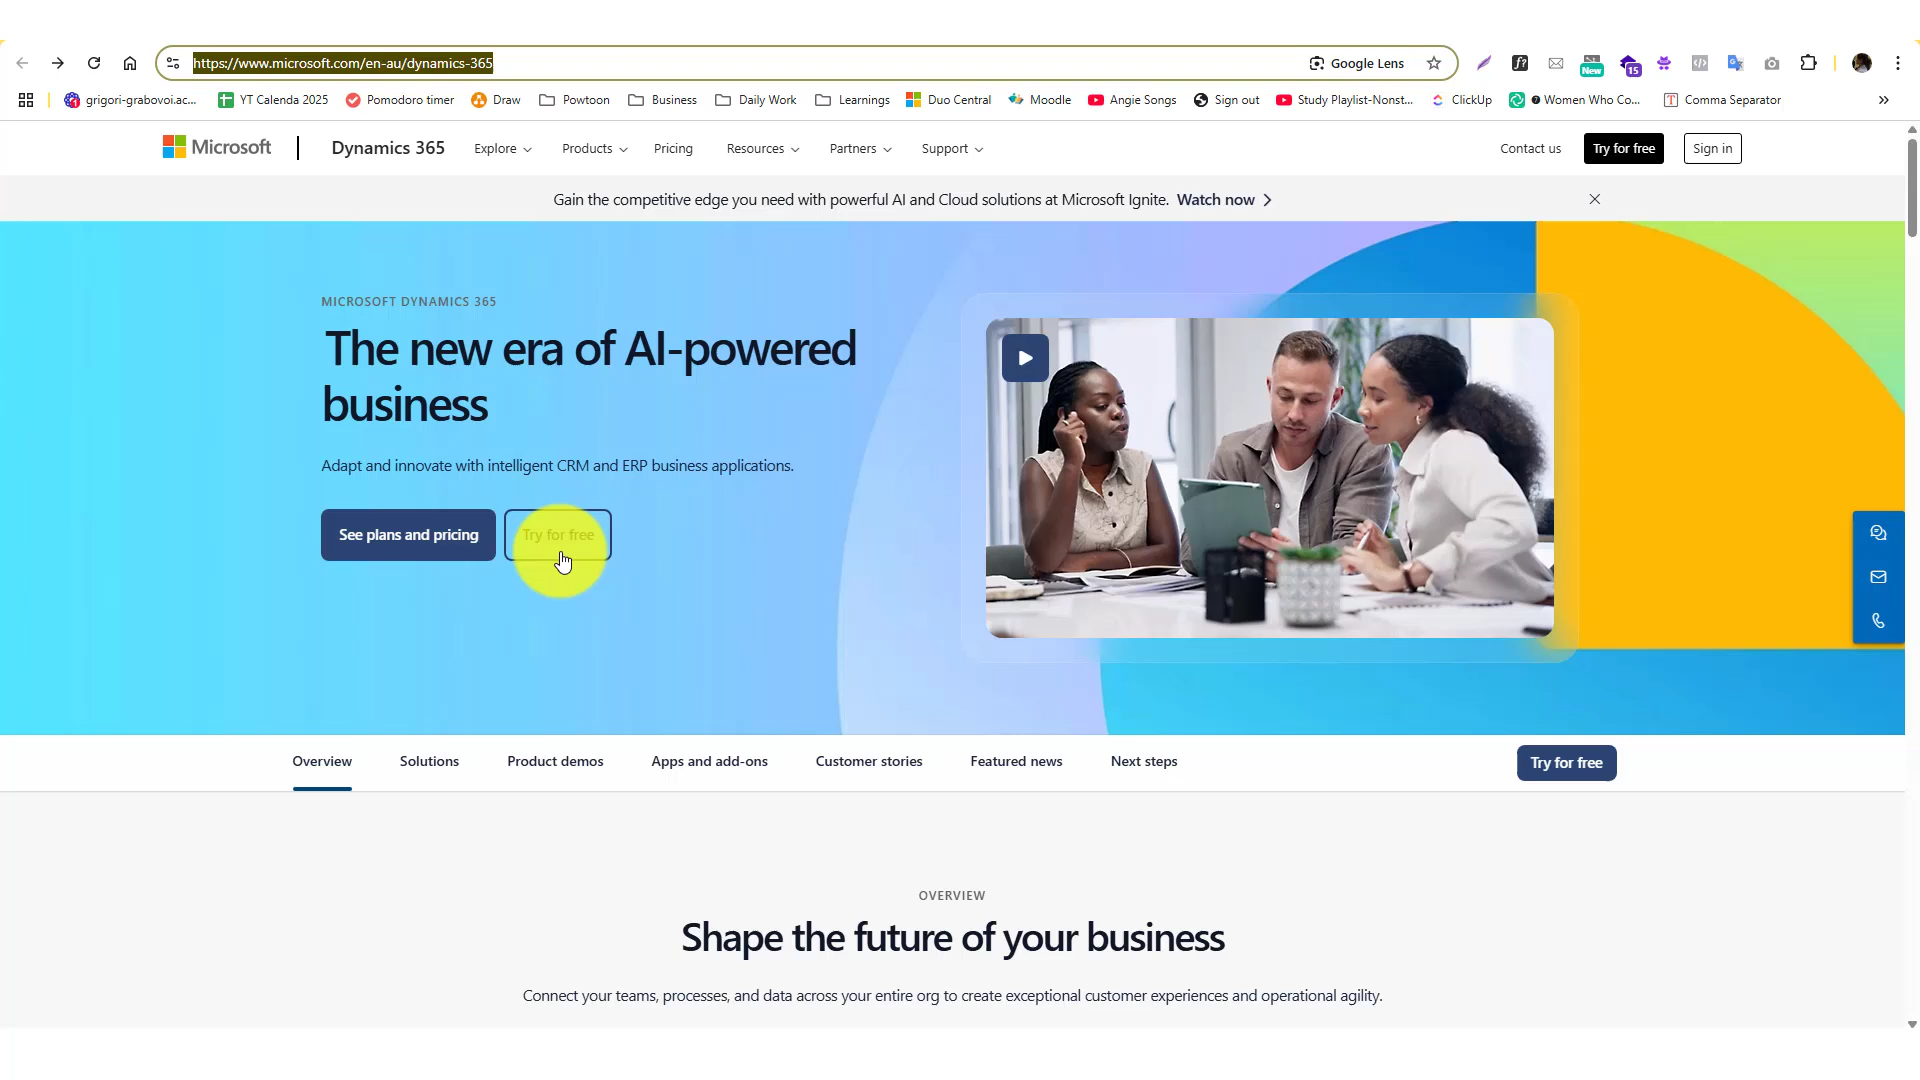 https://www.microsoft.com/en-au/dynamics-365
Google Lens
New
15
grigori-grabovoi.ac...
YT Calenda 2025
Pomodoro timer
Draw
Powtoon
Business
Daily Work
Learnings
Duo Central
Moodle
Angie Songs
Sign out
Study Playlist-Nonst...
ClickUp
Women Who Co...
Comma Separator
Microsoft
Dynamics 365
Explore
Products
Pricing
Resources
Partners
Support
Contact us
Try for free
Sign in
Gain the competitive edge you need with powerful AI and Cloud solutions at Microsoft Ignite. Watch now
MICROSOFT DYNAMICS 365
The new era of AI-powered
business
Adapt and innovate with intelligent CRM and ERP business applications.
See plans and pricing
Try for free
Overview
Solutions
Product demos
Apps and add-ons
Customer stories
Featured news
Next steps
Try for free
OVERVIEW
Shape the future of your business
Connect your teams, processes, and data across your entire org to create exceptional customer experiences and operational agility.